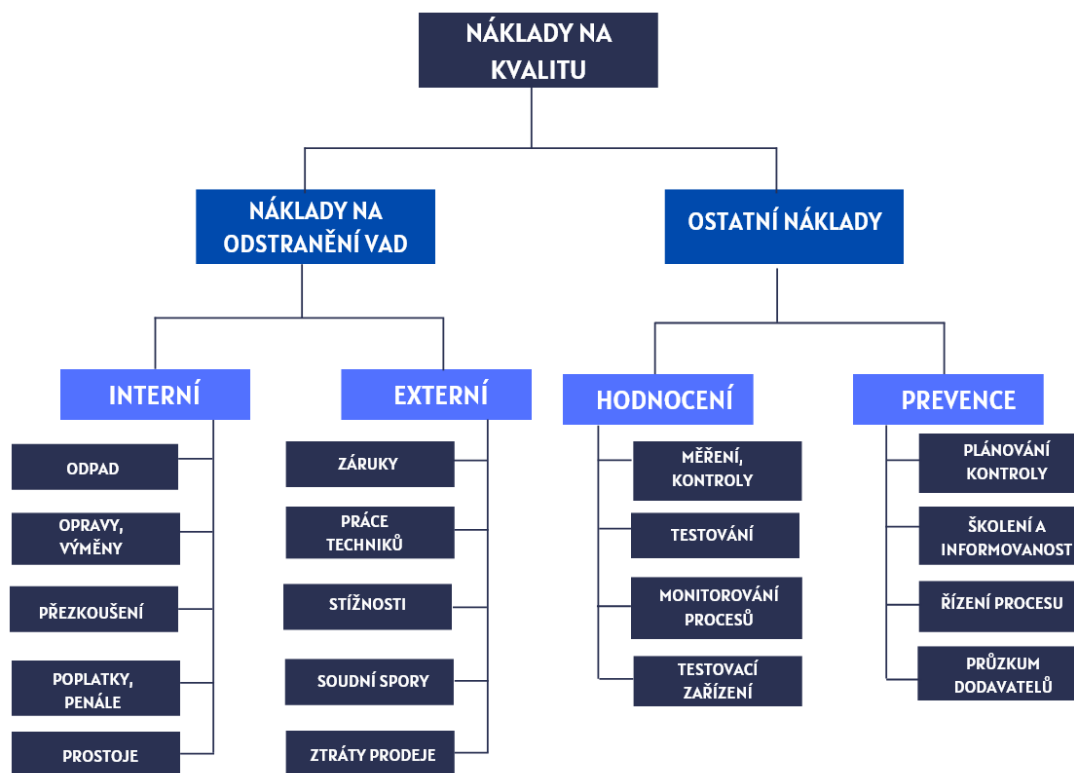 NÁKLADY NA
KVALITU
NÁKLADY NA
ODSTRANĚNÍ VAD
OSTATNÍ NÁKLADY
INTERNÍ
ODPAD
OPRAVY,
VÝMĚNY
PŘEZKOUŠENÍ
POPLATKY,
PENÁLE
PROSTOJE
EXTERNÍ
ZÁRUKY
PRÁCE
TECHNIKŮ
STÍŽNOSTI
SOUDNÍ SPORY
ZTRÁTY PRODEJE
HODNOCENÍ
MĚŘENÍ,
KONTROLY
TESTOVÁNÍ
MONITOROVÁNÍ
PROCESŮ
TESTOVACÍ
ZAŘÍZENÍ
PREVENCE
PLÁNOVÁNÍ
KONTROLY
ŠKOLENÍ A
INFORMOVANOST
ŘÍZENÍ PROCESU
PRŮZKUM
DODAVATELŮ